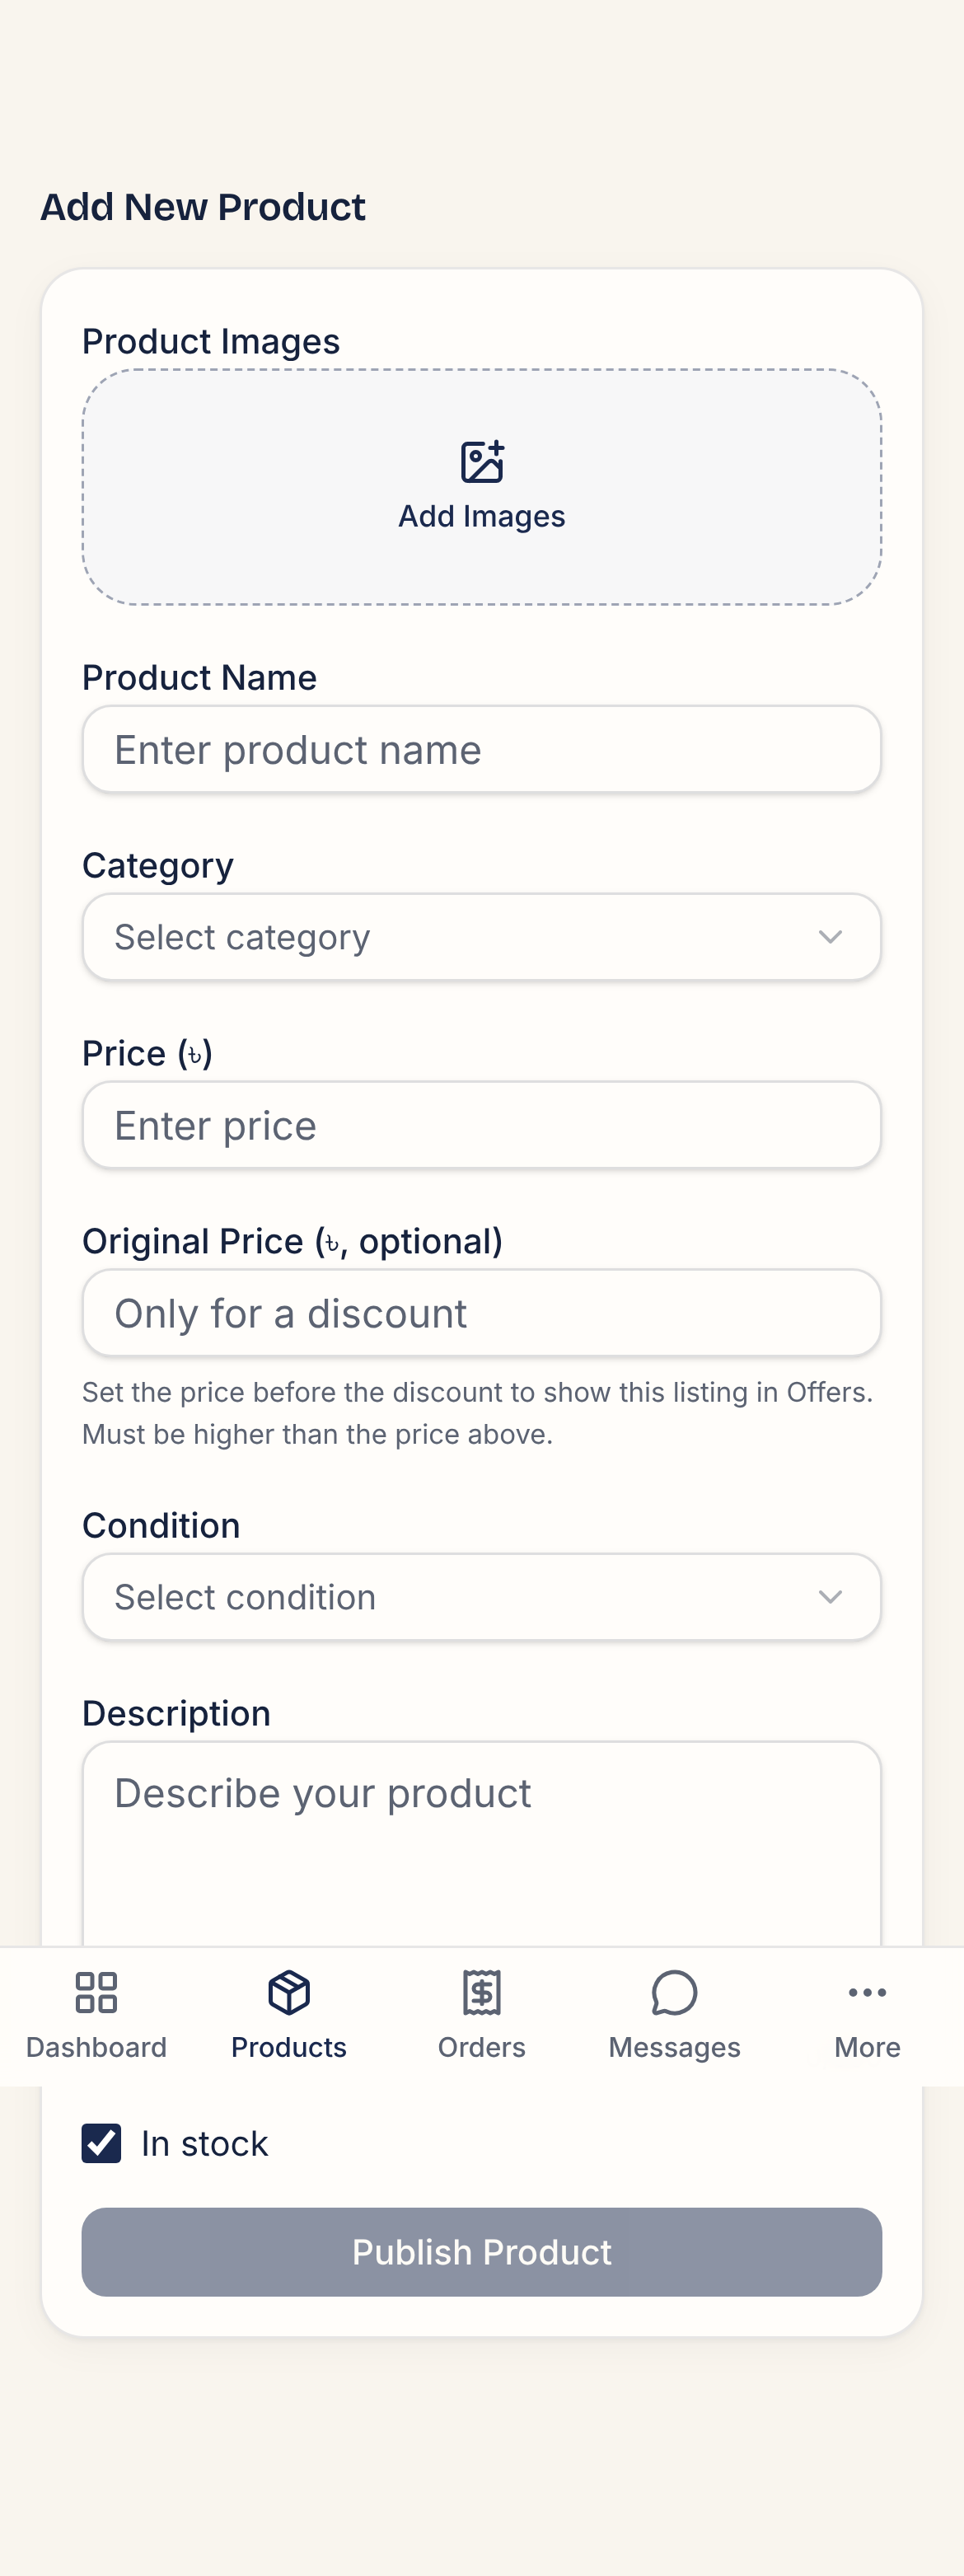 Add New Product
Product Images
Add Images
Product Name
Enter product name
Category
Select category
Price (৳)
Enter price
Original Price (৳, optional)
Only for a discount
Set the price before the discount to show this listing in Offers.
Must be higher than the price above.
Condition
Select condition
Description
Describe your product
Dashboard Products Orders Messages More
In stock
Publish Product